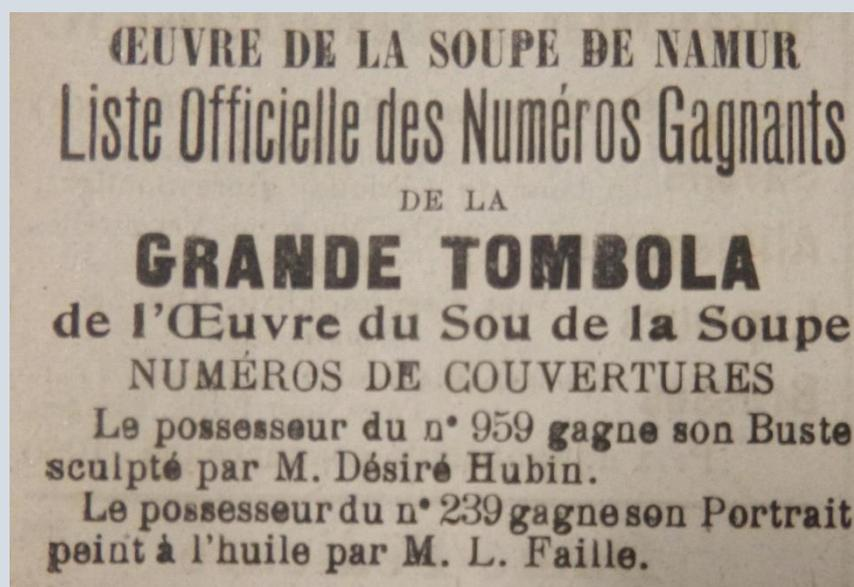 ŒUVRE DE LA SOUPE DE NAMUR
Liste Officielle des Numéros Gagnants
DE LA
GRANDE TOMBOLA
de l'Œuvre du Sou de la Soupe
NUMÉROS DE COUVERTURES
Le possesseur du n° 959 gagne son Buste
sculpté par M. Désiré Hubin.
Le possesseur du n° 239 gagne son Portrait
peint à l'huile par M. L. Faille.